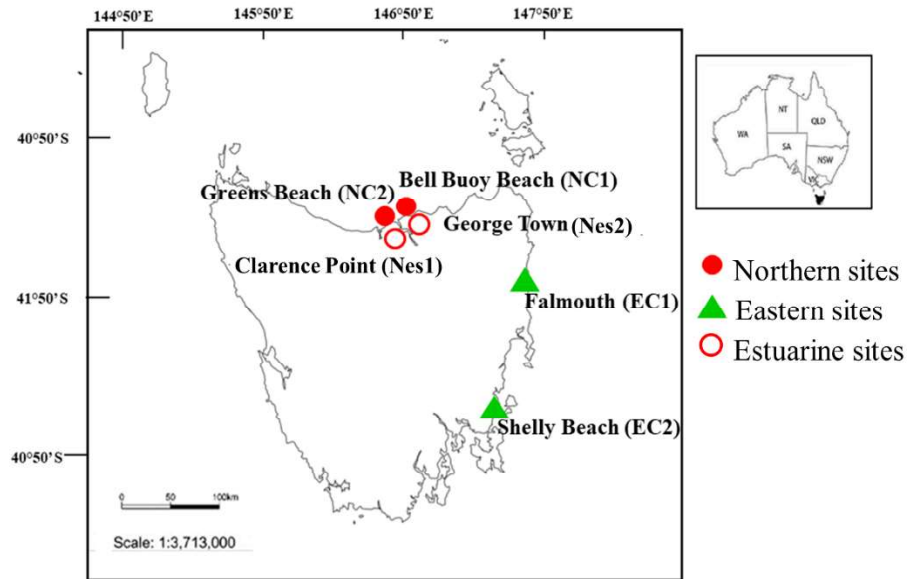 144°50'E 145°50'E 146°50'E 147°50'E
40°50'S
41°50'S
40°50'S
Greens Beach (NC2)
Bell Buoy Beach (NC1)
George Town (Nes2)
Clarence Point (Nes1)
Falmouth (EC1)
Shelly Beach (EC2)
0 50 100km
Scale: 1:3,713,000
WA
NT
QLD
SA
NSW
Northern sites
Eastern sites
Estuarine sites